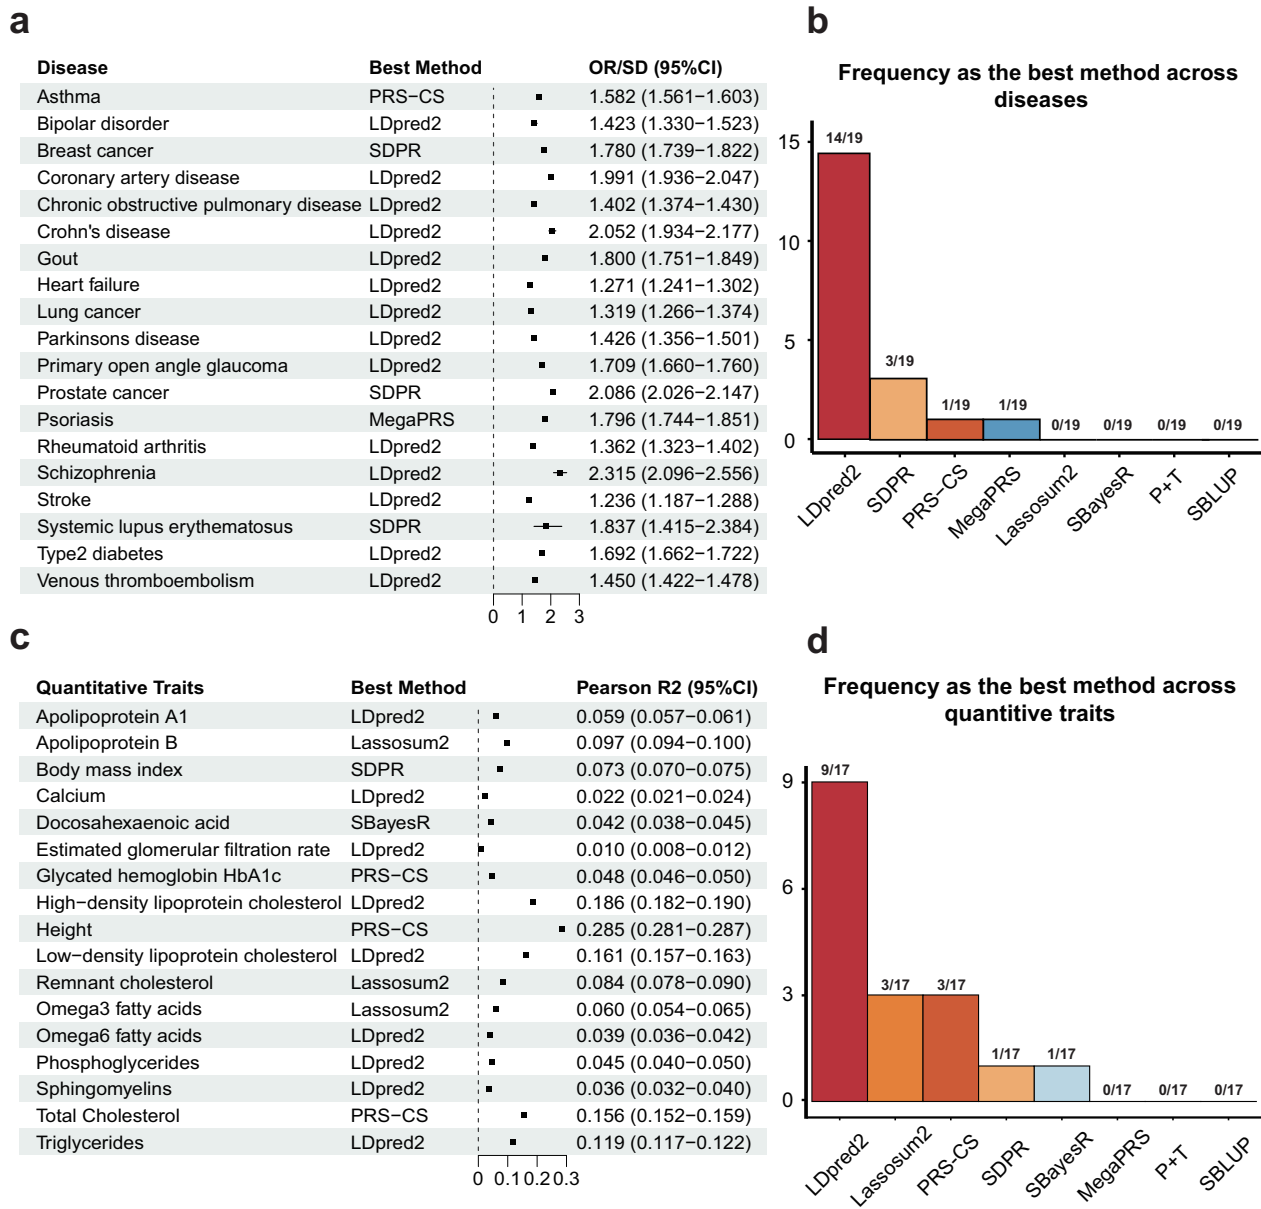 a
Disease Best Method OR/SD (95%CI)
Asthma PRS−CS 1.582 (1.561−1.603)
Bipolar disorder LDpred2 1.423 (1.330−1.523)
Breast cancer SDPR 1.780 (1.739−1.822)
Coronary artery disease LDpred2 1.991 (1.936−2.047)
Chronic obstructive pulmonary disease LDpred2 1.402 (1.374−1.430)
Crohn's disease LDpred2 2.052 (1.934−2.177)
Gout LDpred2 1.800 (1.751−1.849)
Heart failure LDpred2 1.271 (1.241−1.302)
Lung cancer LDpred2 1.319 (1.266−1.374)
Parkinsons disease LDpred2 1.426 (1.356−1.501)
Primary open angle glaucoma LDpred2 1.709 (1.660−1.760)
Prostate cancer SDPR 2.086 (2.026−2.147)
Psoriasis MegaPRS 1.796 (1.744−1.851)
Rheumatoid arthritis LDpred2 1.362 (1.323−1.402)
Schizophrenia LDpred2 2.315 (2.096−2.556)
Stroke LDpred2 1.236 (1.187−1.288)
Systemic lupus erythematosus SDPR 1.837 (1.415−2.384)
Type2 diabetes LDpred2 1.692 (1.662−1.722)
Venous thromboembolism LDpred2 1.450 (1.422−1.478)
0 1 2 3
b
Frequency as the best method across
diseases
15
10
5
0
14/19
3/19
1/19
1/19
0/19
0/19
0/19
0/19
LDpred2
SDPR
PRS−CS
MegaPRS
Lassosum2
SBayesR
P+T
SBLUP
c
Quantitative Traits Best Method Pearson R2 (95%CI)
Apolipoprotein A1 LDpred2 0.059 (0.057−0.061)
Apolipoprotein B Lassosum2 0.097 (0.094−0.100)
Body mass index SDPR 0.073 (0.070−0.075)
Calcium LDpred2 0.022 (0.021−0.024)
Docosahexaenoic acid SBayesR 0.042 (0.038−0.045)
Estimated glomerular filtration rate LDpred2 0.010 (0.008−0.012)
Glycated hemoglobin HbA1c PRS−CS 0.048 (0.046−0.050)
High−density lipoprotein cholesterol LDpred2 0.186 (0.182−0.190)
Height PRS−CS 0.285 (0.281−0.287)
Low−density lipoprotein cholesterol LDpred2 0.161 (0.157−0.163)
Remnant cholesterol Lassosum2 0.084 (0.078−0.090)
Omega3 fatty acids Lassosum2 0.060 (0.054−0.065)
Omega6 fatty acids LDpred2 0.039 (0.036−0.042)
Phosphoglycerides LDpred2 0.045 (0.040−0.050)
Sphingomyelins LDpred2 0.036 (0.032−0.040)
Total Cholesterol PRS−CS 0.156 (0.152−0.159)
Triglycerides LDpred2 0.119 (0.117−0.122)
0 0.1 0.2 0.3
d
Frequency as the best method across
quantitive traits
9
6
3
0
9/17
3/17
3/17
1/17
1/17
0/17
0/17
0/17
LDpred2
Lassosum2
PRS-CS
SDPR
SBayesR
MegaPRS
P+T
SBLUP